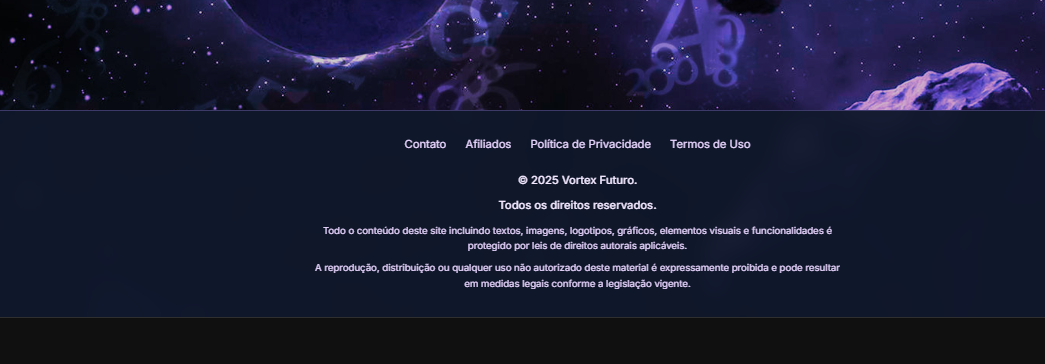 Contato Afiliados Política de Privacidade Termos de Uso
© 2025 Vortex Futuro.
Todos os direitos reservados.
Todo o conteúdo deste site incluindo textos, imagens, logotipos, gráficos, elementos visuais e funcionalidades é
protegido por leis de direitos autorais aplicáveis.
A reprodução, distribuição ou qualquer uso não autorizado deste material é expressamente proibida e pode resultar
em medidas legais conforme a legislação vigente.